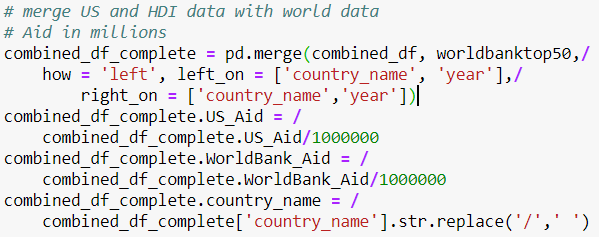 # merge US and HDI data with world data
# Aid in millions
combined_df_complete = pd.merge(combined_df, worldbanktop50,/
    how = 'left', left_on = ['country_name', 'year'],/
        right_on = ['country_name','year'])
combined_df_complete.US_Aid = /
    combined_df_complete.US_Aid/1000000
combined_df_complete.WorldBank_Aid = /
    combined_df_complete.WorldBank_Aid/1000000
combined_df_complete.country_name = /
    combined_df_complete['country_name'].str.replace('/',' ')